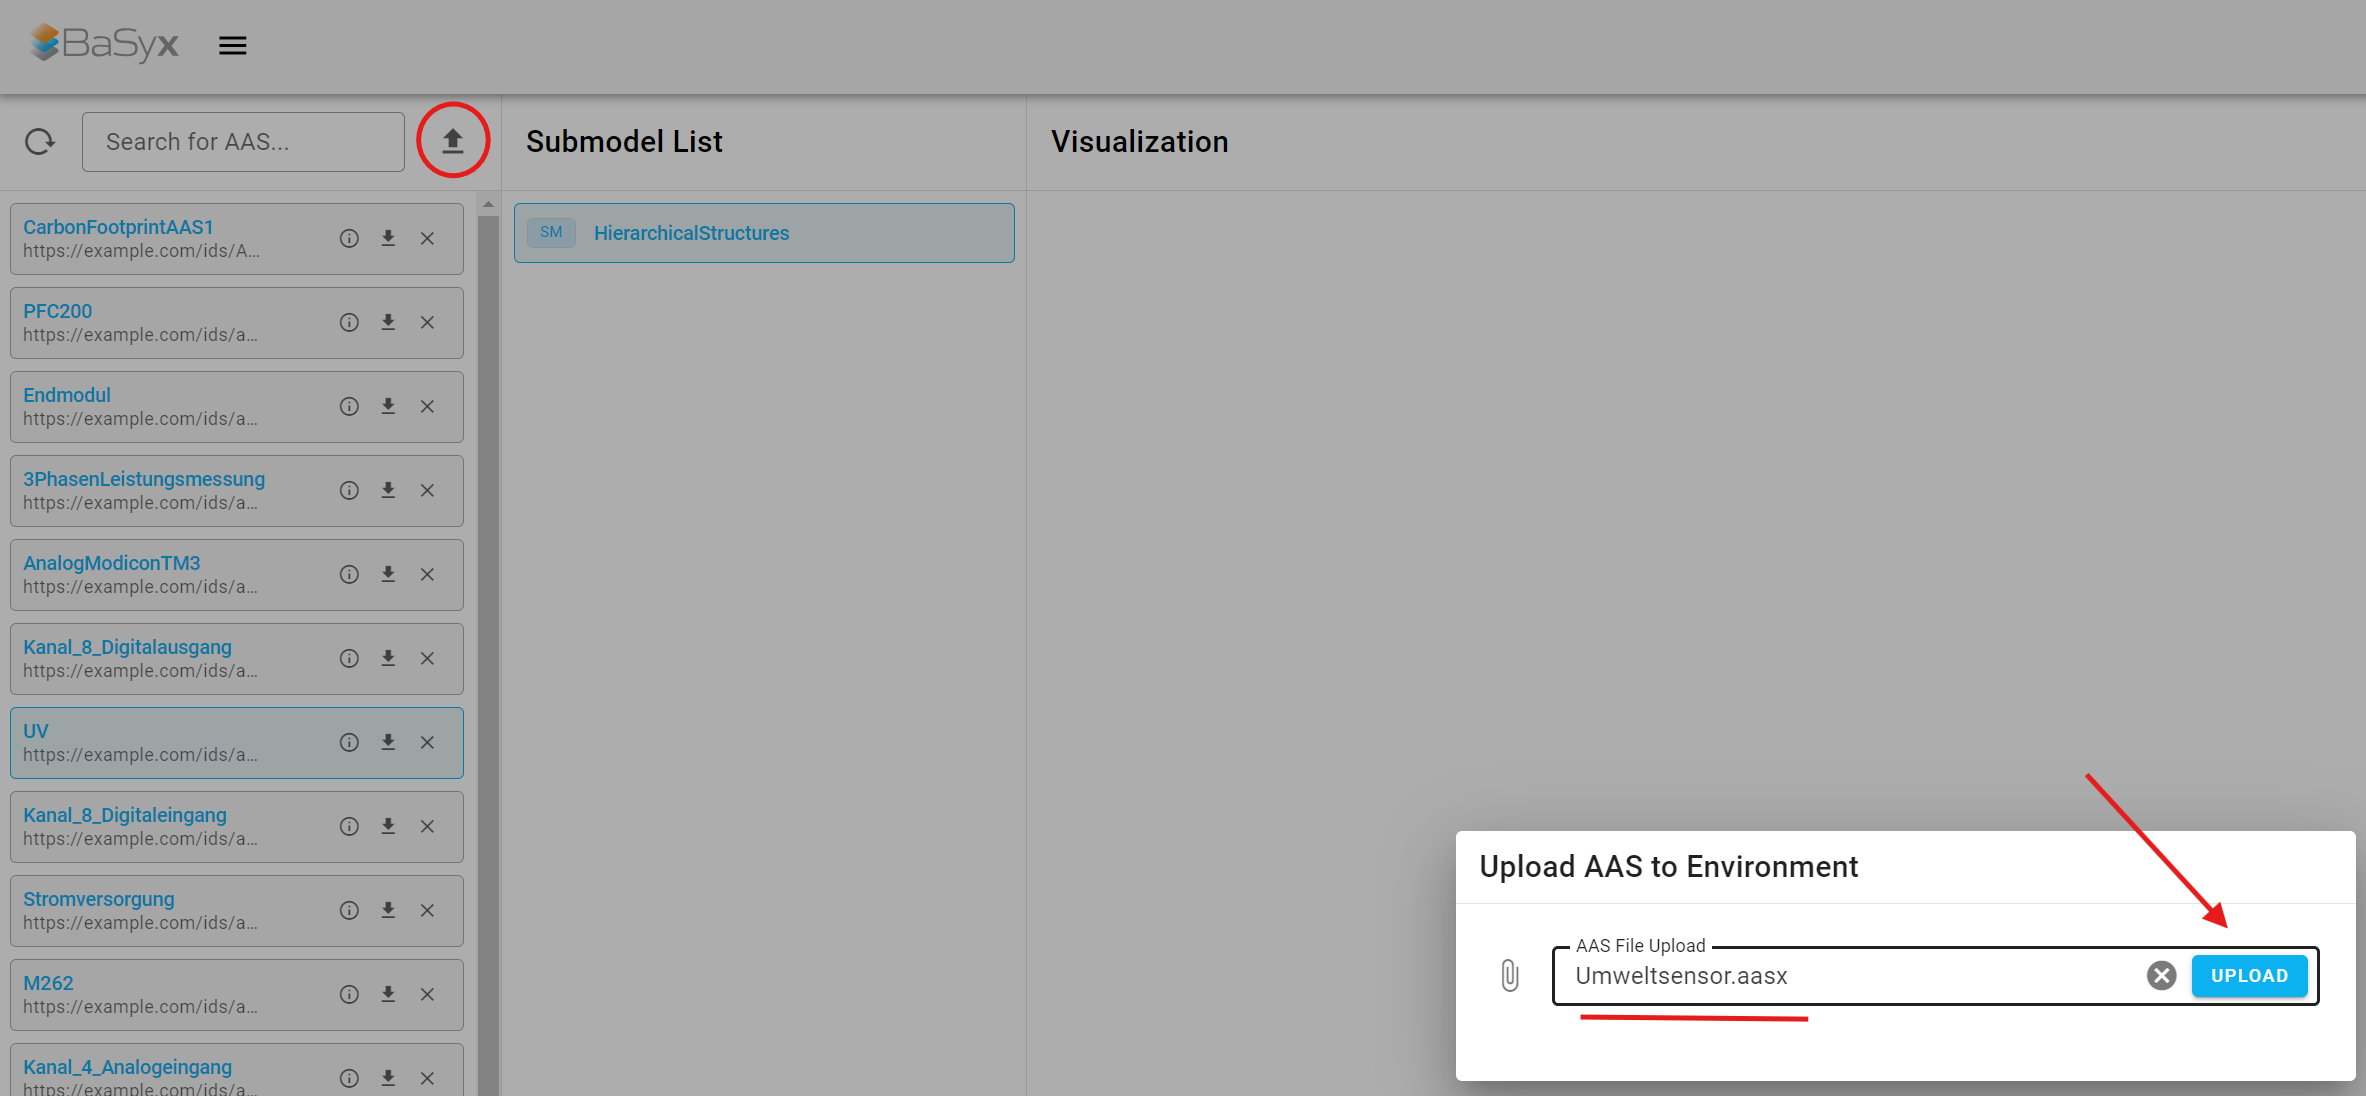 BaSyx
Search for AAS...
Submodel List
Visualization
CarbonFootprintAAS1
https://example.com/ids/A...
SM
HierarchicalStructures
PFC200
https://example.com/ids/a...
Endmodul
https://example.com/ids/a...
3PhasenLeistungsmessung
https://example.com/ids/a...
AnalogModiconTM3
https://example.com/ids/a...
Kanal_8_Digitalausgang
https://example.com/ids/a...
UV
https://example.com/ids/a...
Kanal_8_Digitaleingang
https://example.com/ids/a...
Stromversorgung
https://example.com/ids/a...
M262
https://example.com/ids/a...
Kanal_4_Analogeingang
https://example.com/ids/a...
Upload AAS to Environment
AAS File Upload
Umweltsensor.aasx
UPLOAD